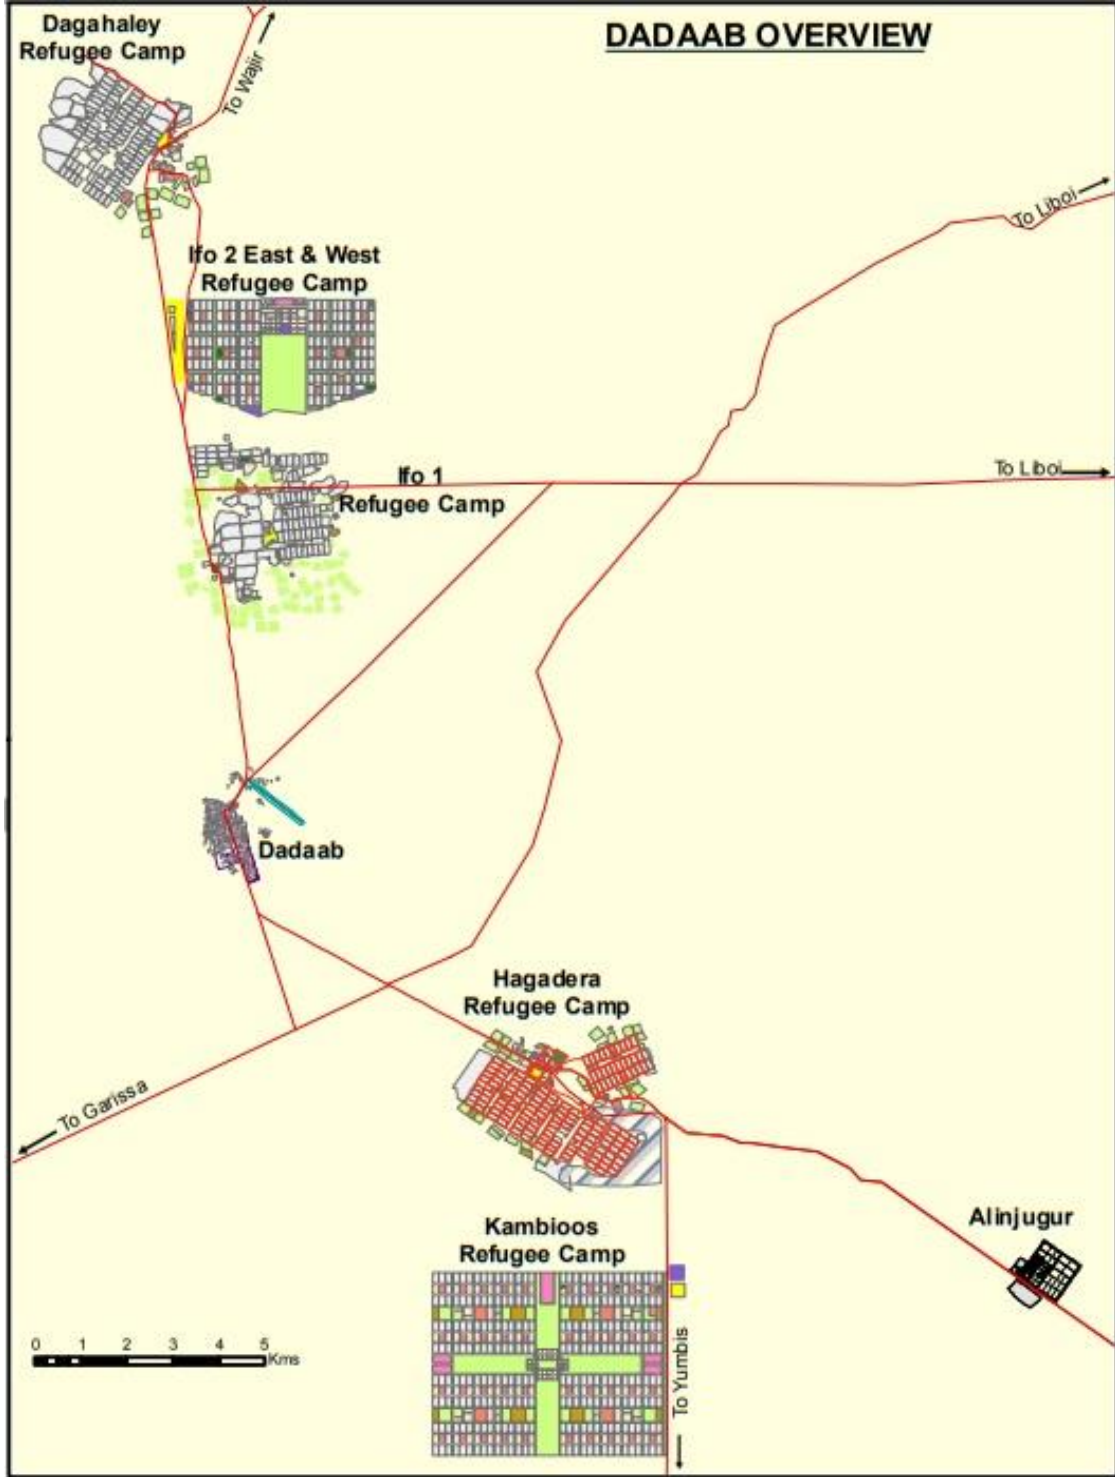 DADAAB OVERVIEW
Dagahaley
Refugee Camp
To Wajir
To Liboi
Ifo 2 East & West
Refugee Camp
Ifo 1
Refugee Camp
To Liboi
Dadaab
Hagadera
Refugee Camp
To Garissa
Alinjugur
Kambioos
Refugee Camp
0 1 2 3 4 5
Kms
To Yumbis